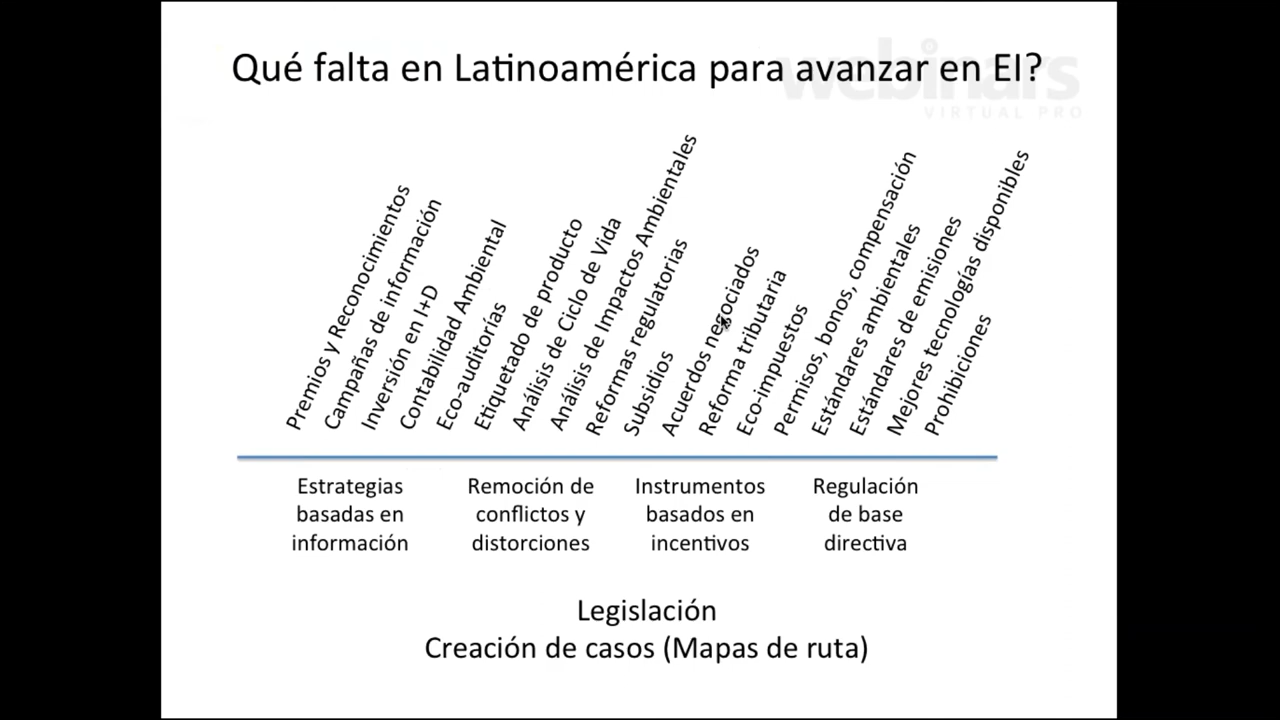 Qué falta en Latinoamérica para avanzar en EI?
webinars
VIRTUAL PRO
Premios y Reconocimientos
Campañas de información
Inversión en I+D
Contabilidad Ambiental
Eco-auditorías
Etiquetado de producto
Análisis de Ciclo de Vida
Análisis de Impactos Ambientales
Reformas regulatorias
Subsidios
Acuerdos negociados
Reforma tributaria
Eco-impuestos
Permisos, bonos, compensación
Estándares ambientales
Estándares de emisiones
Mejores tecnologías disponibles
Prohibiciones
Estrategias
basadas en
información
Remoción de
conflictos y
distorciones
Instrumentos
basados en
incentivos
Regulación
de base
directiva
Legislación
Creación de casos (Mapas de ruta)